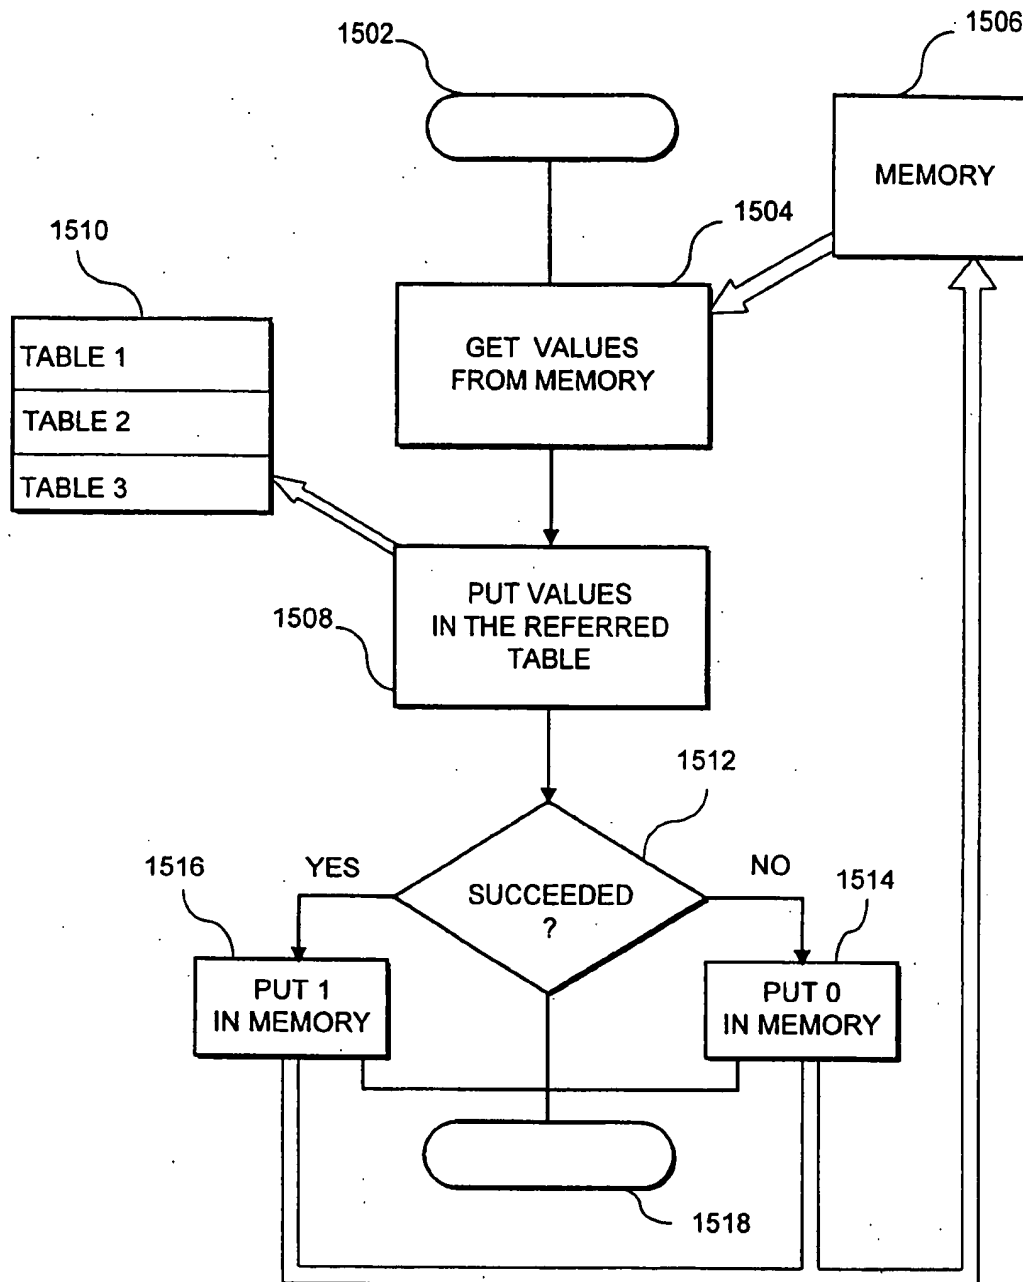 1502
1506
MEMORY
1504
1510
GET VALUES
FROM MEMORY
TABLE 1
TABLE 2
TABLE 3
PUT VALUES
IN THE REFERRED
TABLE
1508
1512
YES
NO
1516
1514
SUCCEEDED
?
PUT 1
IN MEMORY
PUT 0
IN MEMORY
1518